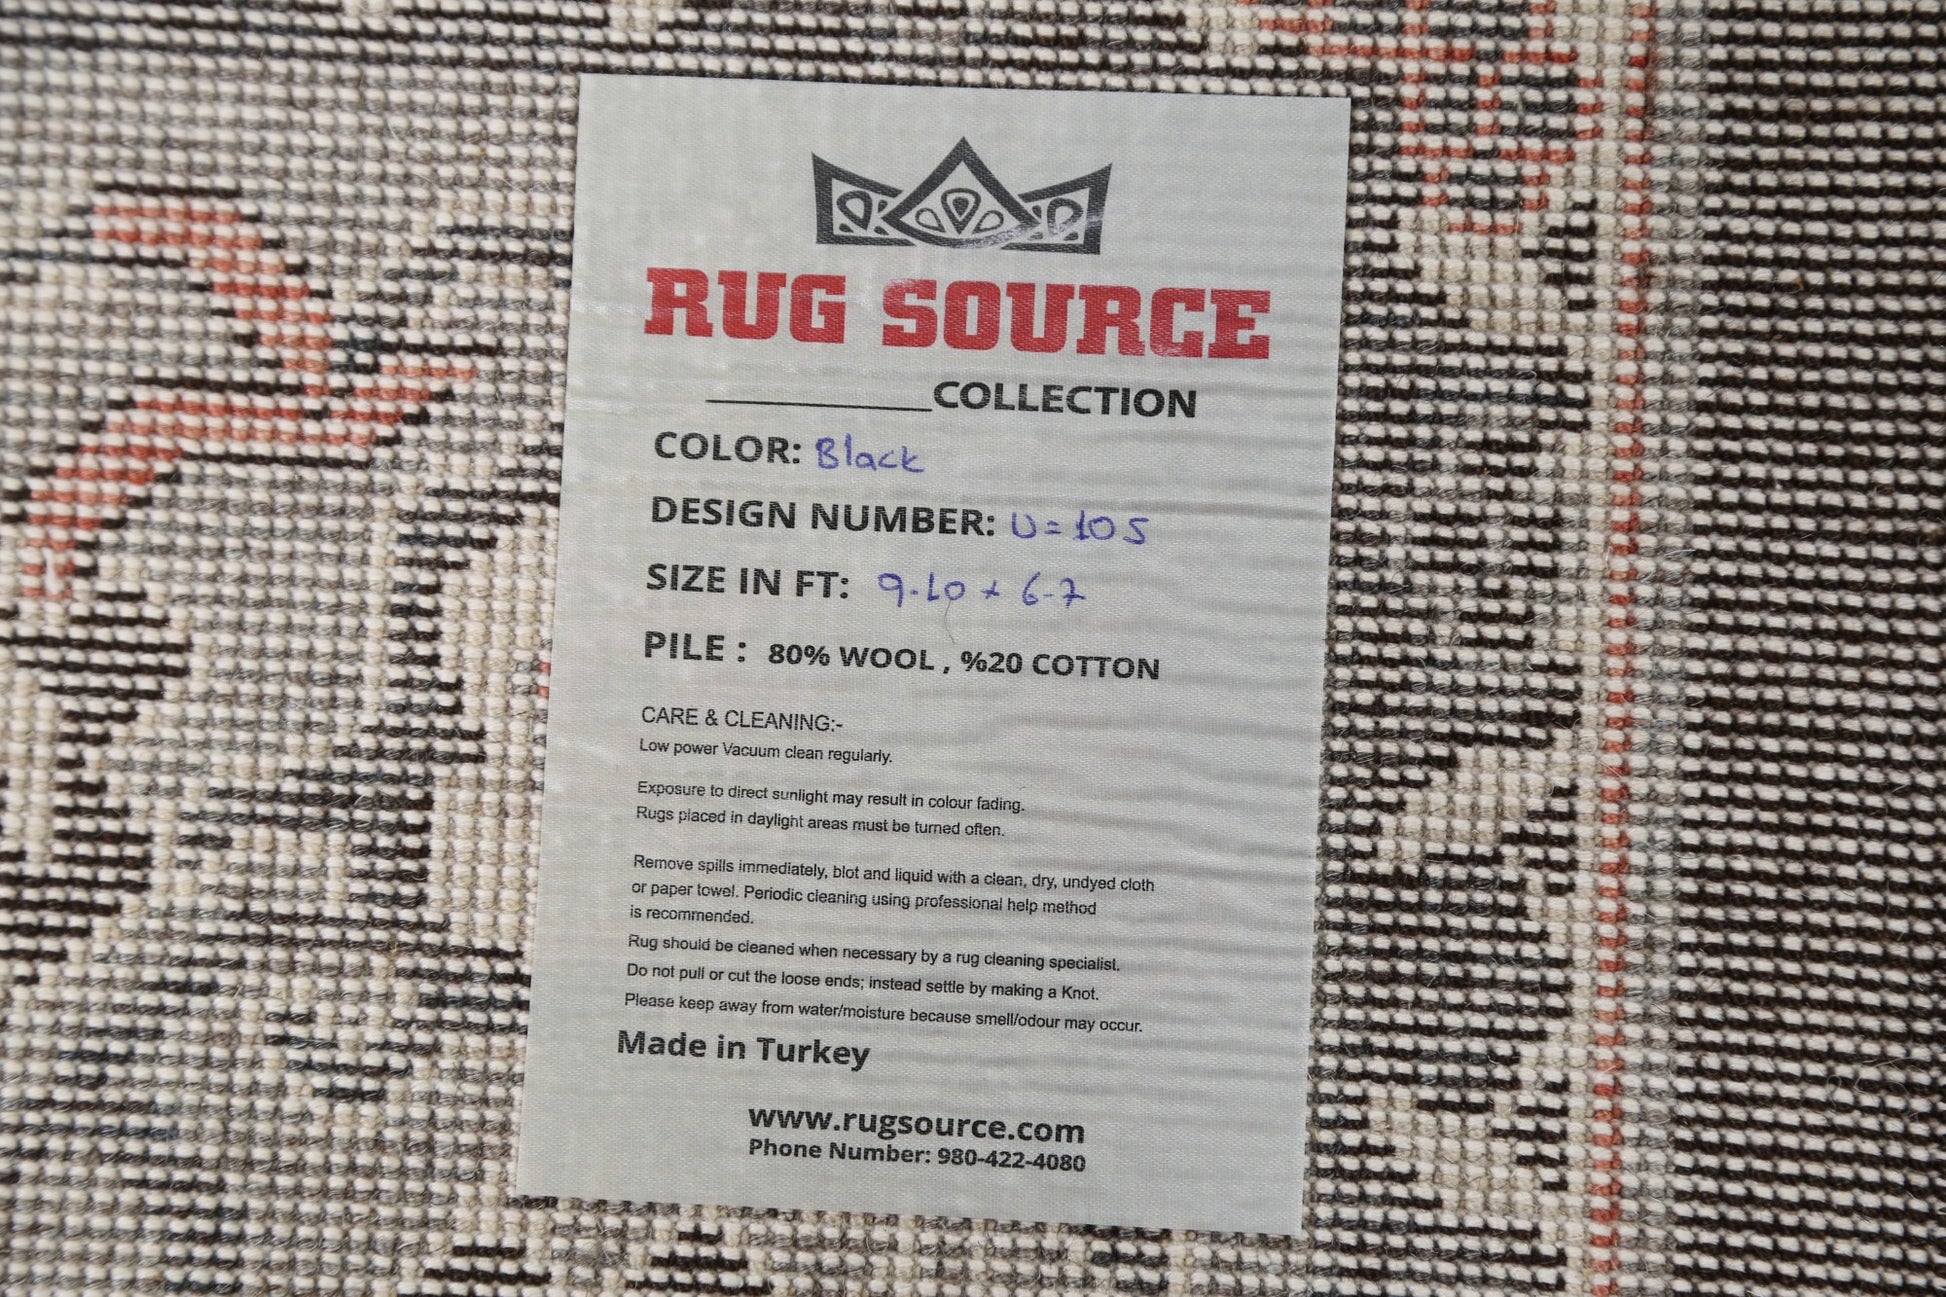 RUG SOURCE
__________COLLECTION
COLOR: Black
DESIGN NUMBER: U=105
SIZE IN FT: 9-10 x 6-7
PILE : 80% WOOL , %20 COTTON
CARE & CLEANING:-
Low power Vacuum clean regularly.
Exposure to direct sunlight may result in colour fading.
Rugs placed in daylight areas must be turned often.
Remove spills immediately, blot and liquid with a clean, dry, undyed cloth
or paper towel. Periodic cleaning using professional help method
is recommended.
Rug should be cleaned when necessary by a rug cleaning specialist.
Do not pull or cut the loose ends; instead settle by making a Knot.
Please keep away from water/moisture because smell/odour may occur.
Made in Turkey
www.rugsource.com
Phone Number: 980-422-4080